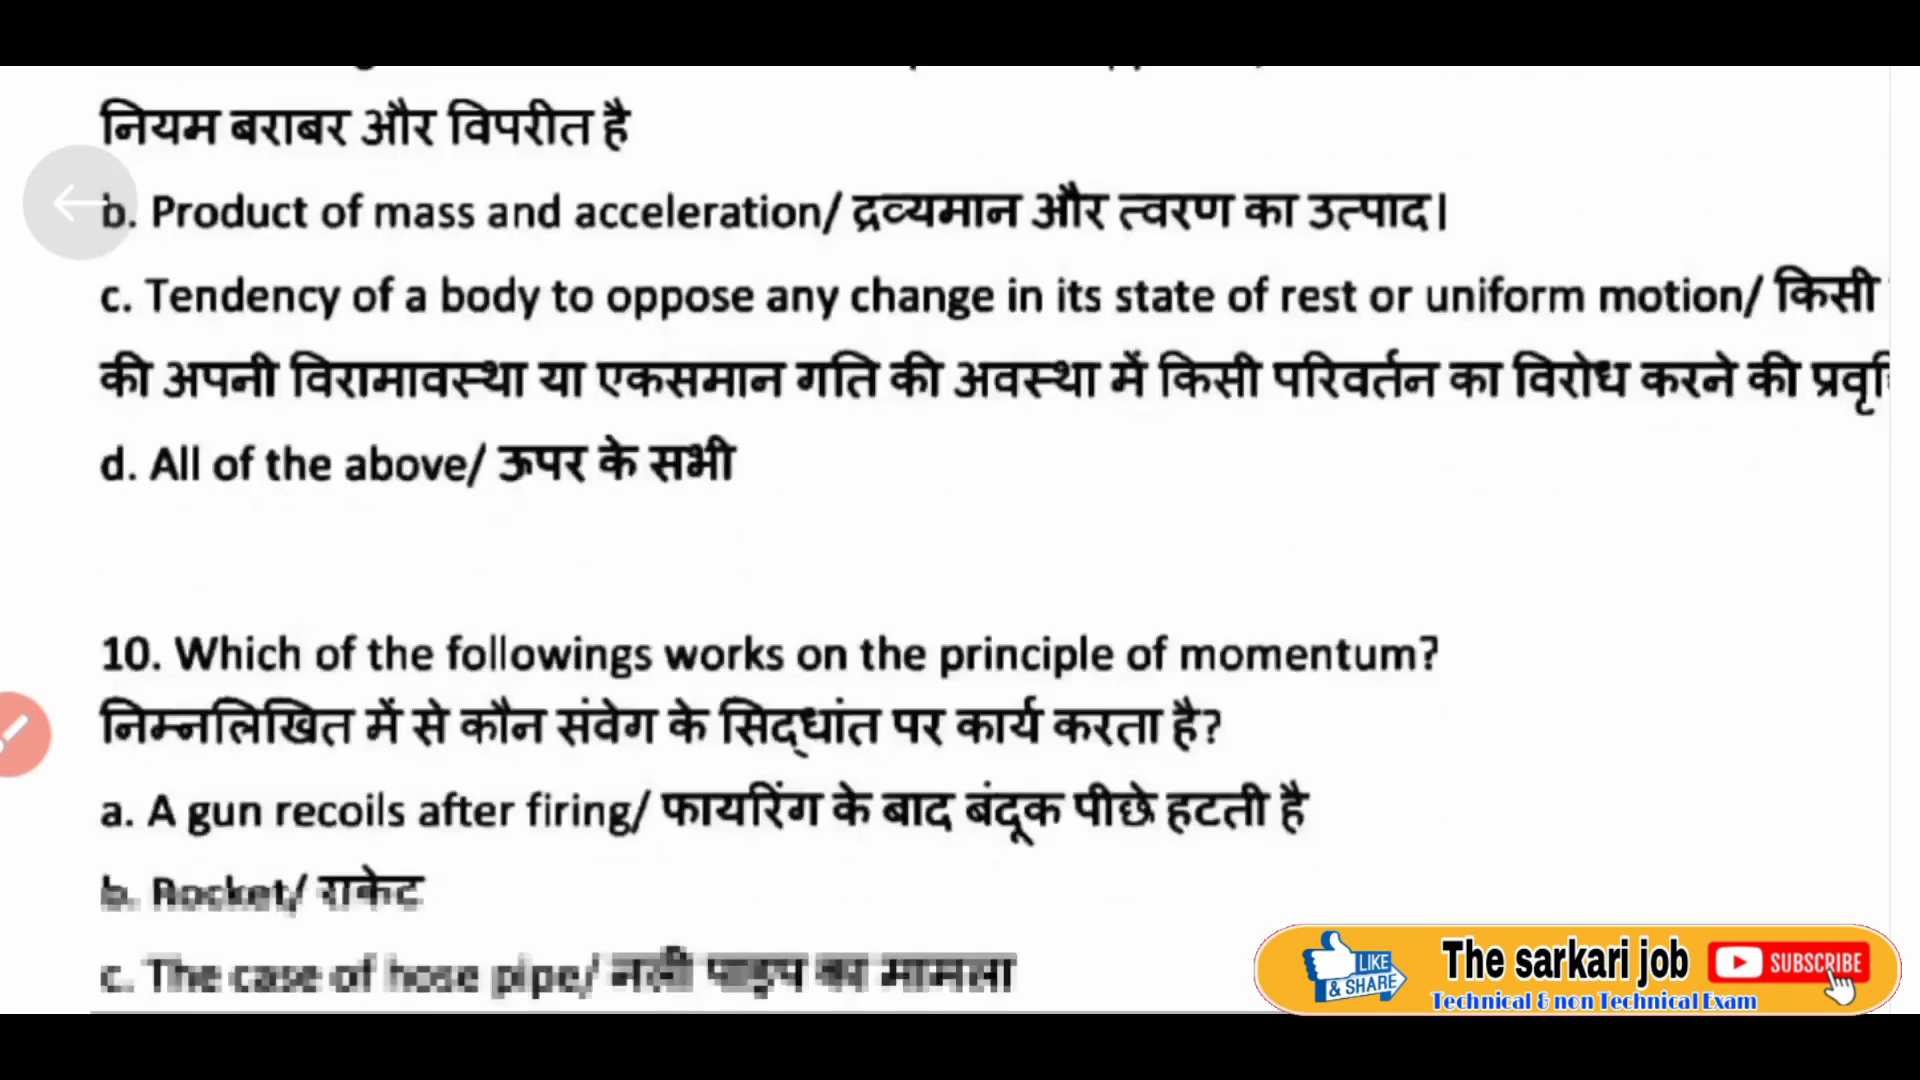 नियम बराबर और विपरीत है
b. Product of mass and acceleration/ द्रव्यमान और त्वरण का उत्पाद।
c. Tendency of a body to oppose any change in its state of rest or uniform motion/ किसी
की अपनी विरामावस्था या एकसमान गति की अवस्था में किसी परिवर्तन का विरोध करने की
d. All of the above/ ऊपर के सभी
10. Which of the followings works on the principle of momentum?
निम्नलिखित में से कौन संवेग के सिद्धांत पर कार्य करता है?
a. A gun recoils after firing/ फायरिंग के बाद बंदूक पीछे हटती है
b. Rocket/ राकेट
c. The case of hose pipe/ नली पाइप का मामला
LIKE
& SHARE
The sarkari job
SUBSCRIBE
Technical & non Technical Exam